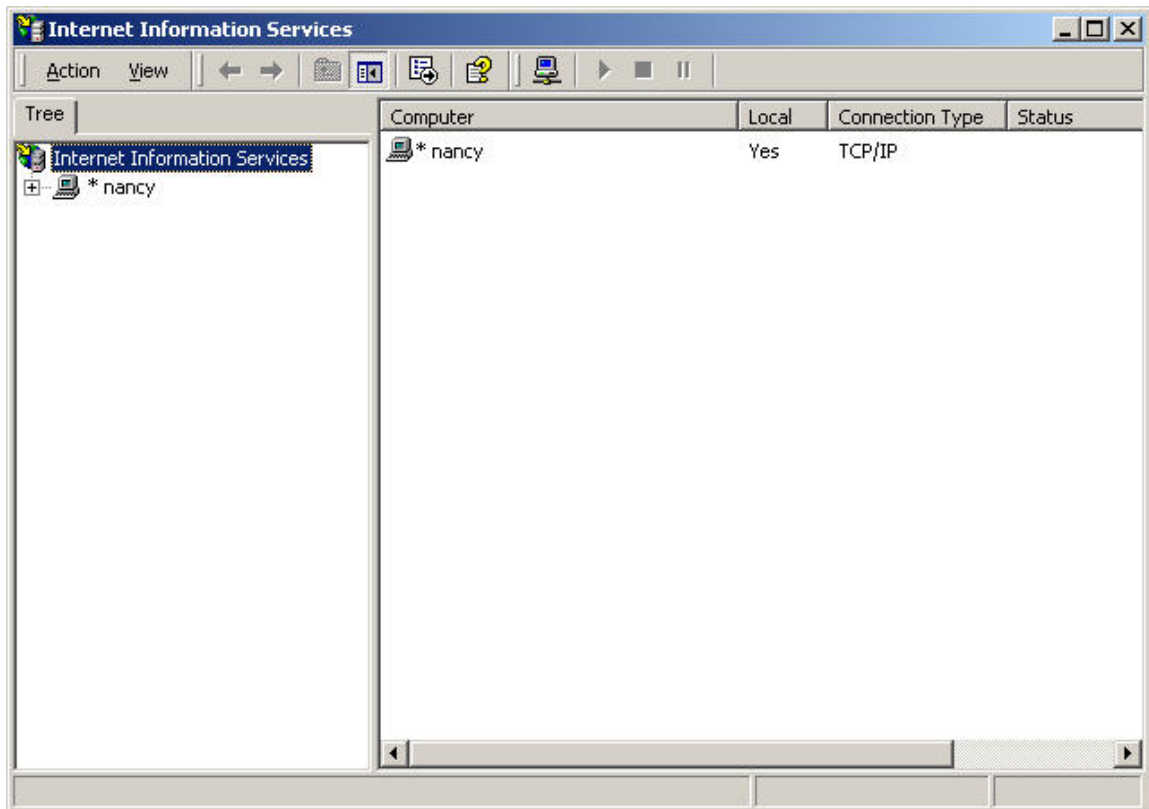 Internet Information Services
Action View
Tree
Internet Information Services
* nancy
Computer Local Connection Type Status
* nancy Yes TCP/IP